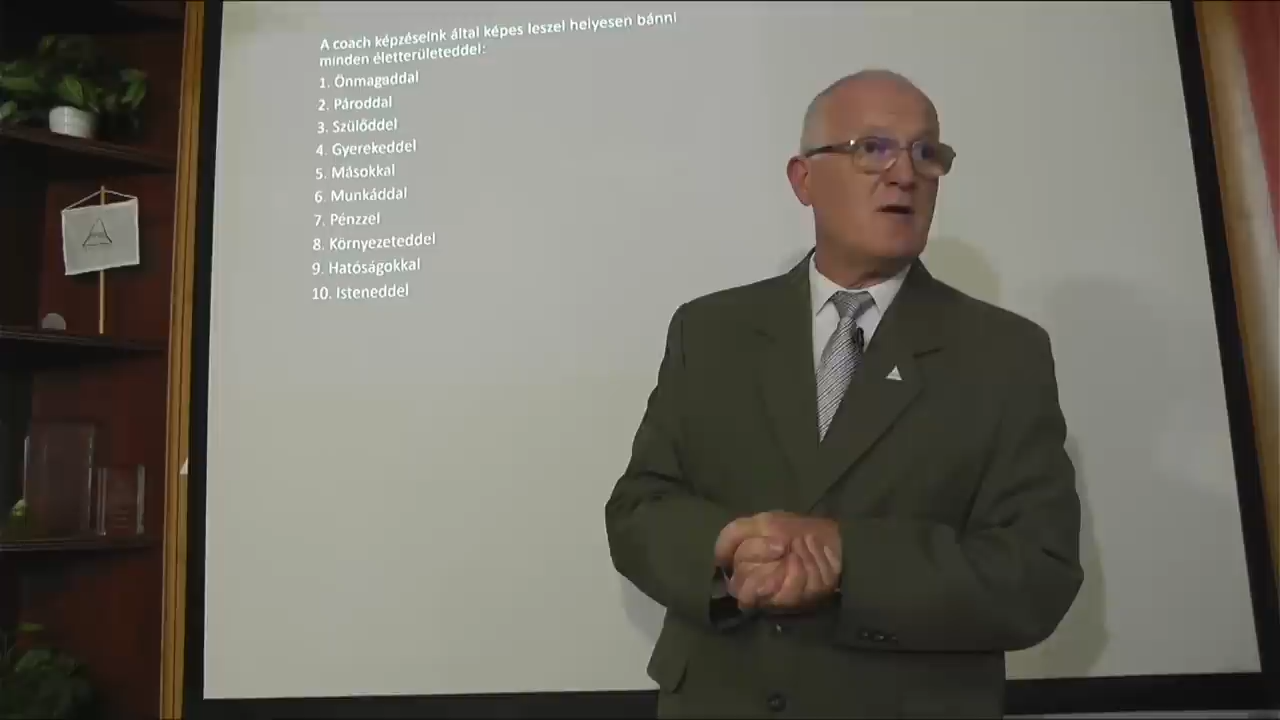 A coach képzéseink által képes leszel helyesen bánni
minden életterületeddel:
1. Önmagaddal
2. Pároddal
3. Szülőddel
4. Gyerekeddel
5. Másokkal
6. Munkáddal
7. Pénzzel
8. Környezeteddel
9. Hatóságokkal
10. Isteneddel